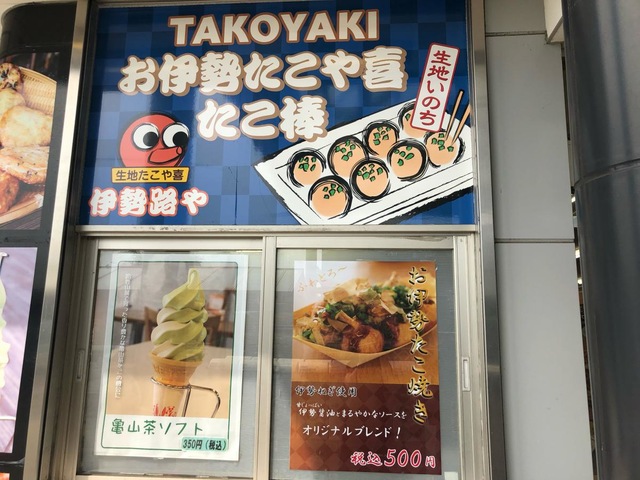 TAKOYAKI
お伊勢たこや喜
たこ棒
生地いのち
生地たこや喜
伊勢路や
亀山茶ソフト
350円(税込)
お伊勢たこ焼き
伊勢ねぎ使用
伊勢醤油とまろやかなソースを
オリジナルブレンド!
税込500円